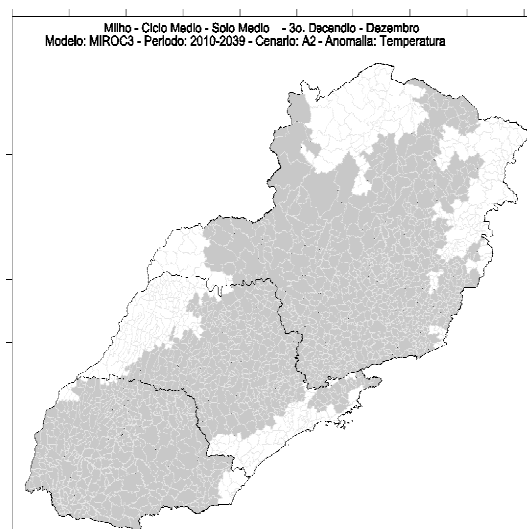 Milho - Ciclo Medio - Solo Medio - 3o. Decendio - Dezembro
Modelo: MIROC3 - Periodo: 2010-2039 - Cenario: A2 - Anomalia: Temperatura